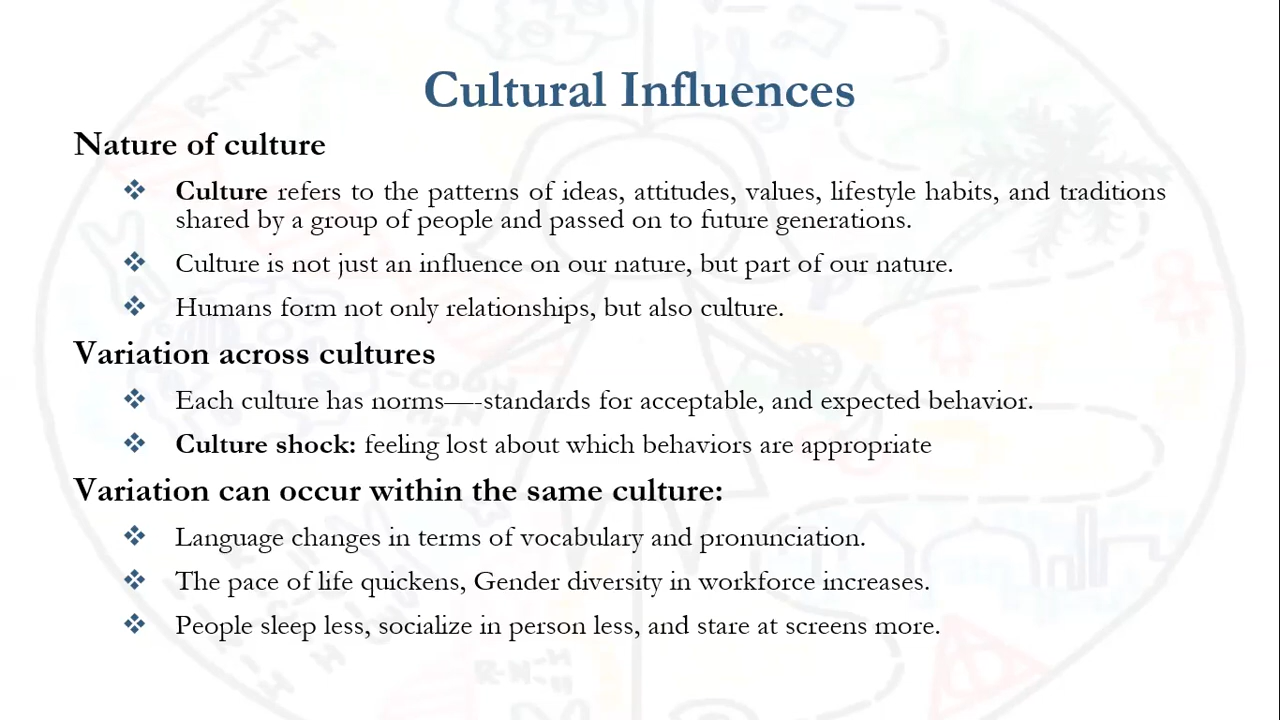 Cultural Influences
Nature of culture
❖ Culture refers to the patterns of ideas, attitudes, values, lifestyle habits, and traditions
shared by a group of people and passed on to future generations.
❖ Culture is not just an influence on our nature, but part of our nature.
❖ Humans form not only relationships, but also culture.
Variation across cultures
❖ Each culture has norms—-standards for acceptable, and expected behavior.
❖ Culture shock: feeling lost about which behaviors are appropriate
Variation can occur within the same culture:
❖ Language changes in terms of vocabulary and pronunciation.
❖ The pace of life quickens, Gender diversity in workforce increases.
❖ People sleep less, socialize in person less, and stare at screens more.